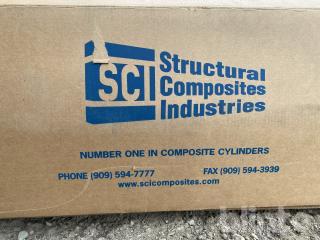 SCI
Structural
Composites
Industries
NUMBER ONE IN COMPOSITE CYLINDERS
PHONE (909) 594-7777 FAX (909) 594-3939
www.scicomposites.com